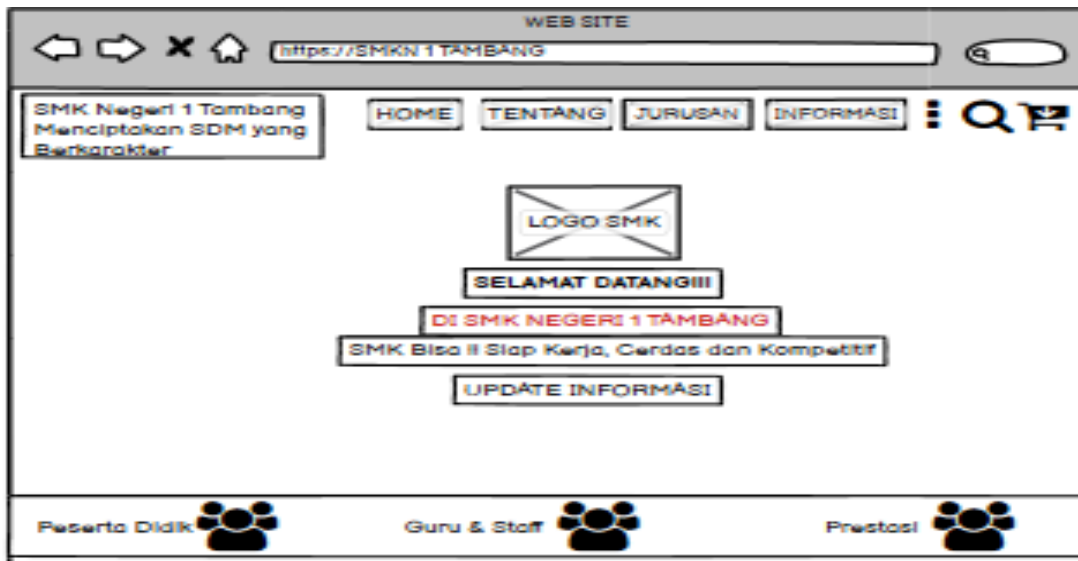 WEB SITE
https://SMKN 1 TAMBANG
SMK Negeri 1 Tambang
Menciptakan SDM yang
Berkarakter
HOME TENTANG JURUSAN INFORMASI
LOGO SMK
SELAMAT DATANG!!!
DI SMK NEGERI 1 TAMBANG
SMK Bisa !! Siap Kerja, Cerdas dan Kompetitif
UPDATE INFORMASI
Peserta Didik Guru & Staff Prestasi